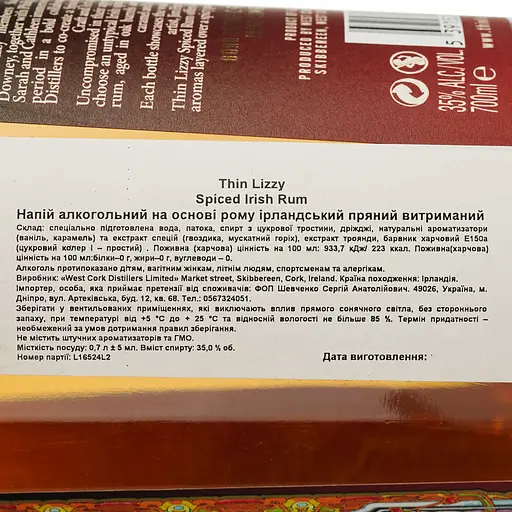 Thin Lizzy
Spiced Irish Rum
Напій алкогольний на основі рому ірландський пряний витриманий
Склад: спеціально підготовлена вода, патока, спирт з цукрової тростини, дріжджі, натуральні ароматизатори
(ваніль, карамель) та екстракт спецій (гвоздика, мускатний горіх), екстракт троянди, барвник харчовий Е150а
(цукровий колер І – простий) . Поживна (харчова) цінність на 100 мл: 933,7 кДж/ 223 ккал. Поживна(харчова)
цінність на 100 мл:білки–0 г, жири–0 г, вуглеводи – 0.
Алкоголь протипоказано дітям, вагітним жінкам, літнім людям, спортсменам та алергікам.
Виробник: «West Cork Distillers Limited» Market street, Skibbereen, Cork, Ireland. Країна походження: Ірландія.
Імпортер, особа, яка приймає претензії від споживачів: ФОП Шевченко Сергій Анатолійович. 49026, Україна, м.
Дніпро, вул. Артеківська, буд. 12, кв. 68. Тел.: 0567324051.
Зберігати у вентильованих приміщеннях, які виключають вплив прямого сонячного світла, без стороннього
запаху, при температурі від +5 °С до + 25 °С та відносній вологості не більше 85 %. Термін придатності –
необмежений за умов дотримання правил зберігання.
Не містить штучних ароматизаторів та ГМО.
Місткість посуду: 0,7 л ± 5 мл. Вміст спирту: 35,0 % об.
Номер партії: L16524L2
Дата виготовлення:
Downey, together
Sarah and Cathleen
period in a bold
Distillers to co-create
Uncompromised in
choose an unpeated
rum, aged in oak
Each bottle showcases
Thin Lizzy Spiced
aromas layered over
PRODUCT OF
PRODUCED BY WEST
SKIBBEREEN,
35% ALC./VOL
700ml e